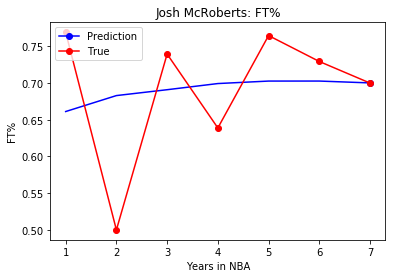 Josh McRoberts: FT%
Prediction
True
0.75
0.70
0.65
0.60
0.55
0.50
FT%
1 2 3 4 5 6 7
Years in NBA